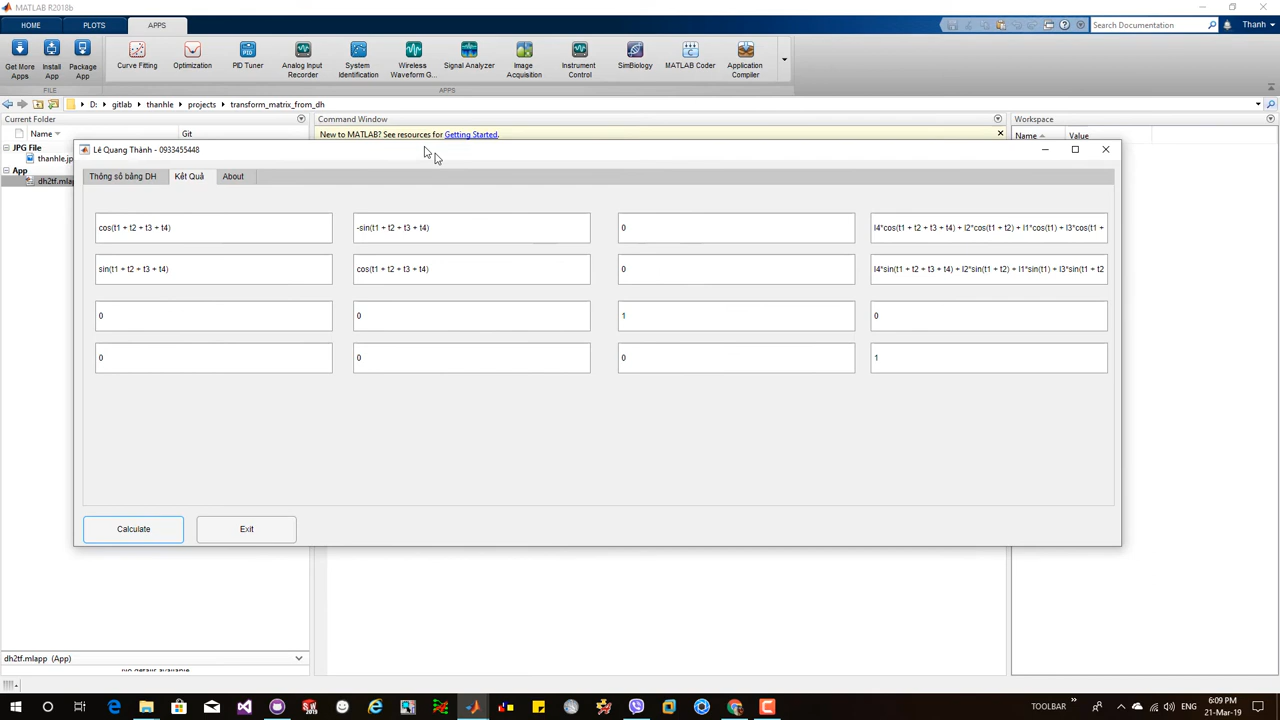 MATLAB R2018b
HOME PLOTS APPS
Search Documentation
Thanh
Get More Apps
Install App
Package App
Curve Fitting
Optimization
PID Tuner
Analog Input Recorder
System Identification
Wireless Waveform G...
Signal Analyzer
Image Acquisition
Instrument Control
SimBiology
MATLAB Coder
Application Compiler
FILE
APPS
D: ▸ gitlab ▸ thanhle ▸ projects ▸ transform_matrix_from_dh
Current Folder
Command Window
Workspace
Name Git
New to MATLAB? See resources for Getting Started.
Name Value
JPG File
thanhle.jp
App
dh2tf.mlap
Lê Quang Thành - 0933455448
Thông số bảng DH Kết Quả About
cos(t1 + t2 + t3 + t4) -sin(t1 + t2 + t3 + t4) 0 l4*cos(t1 + t2 + t3 + t4) + l2*cos(t1 + t2) + l1*cos(t1) + l3*cos(t1 +
sin(t1 + t2 + t3 + t4) cos(t1 + t2 + t3 + t4) 0 l4*sin(t1 + t2 + t3 + t4) + l2*sin(t1 + t2) + l1*sin(t1) + l3*sin(t1 + t2
0 0 1 0
0 0 0 1
Calculate Exit
dh2tf.mlapp (App)
No details available
TOOLBAR
6:09 PM
21-Mar-19